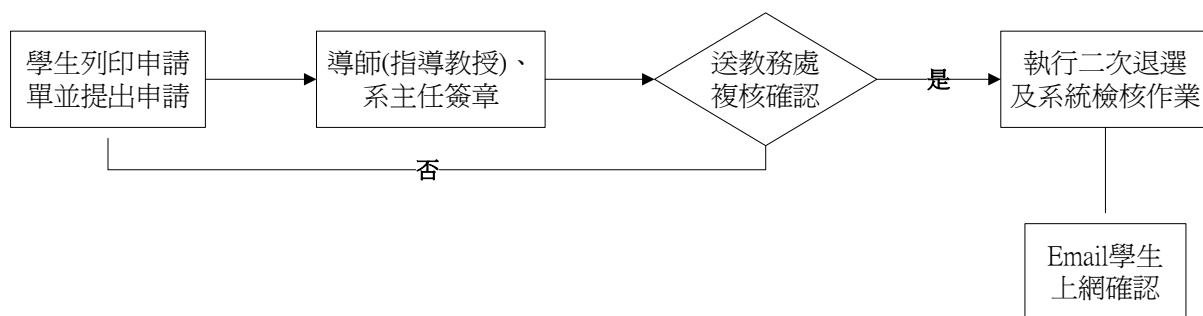 學生列印申請
單並提出申請
導師(指導教授)、
系主任簽章
送教務處
複核確認
是
執行二次退選
及系統檢核作業
否
Email學生
上網確認